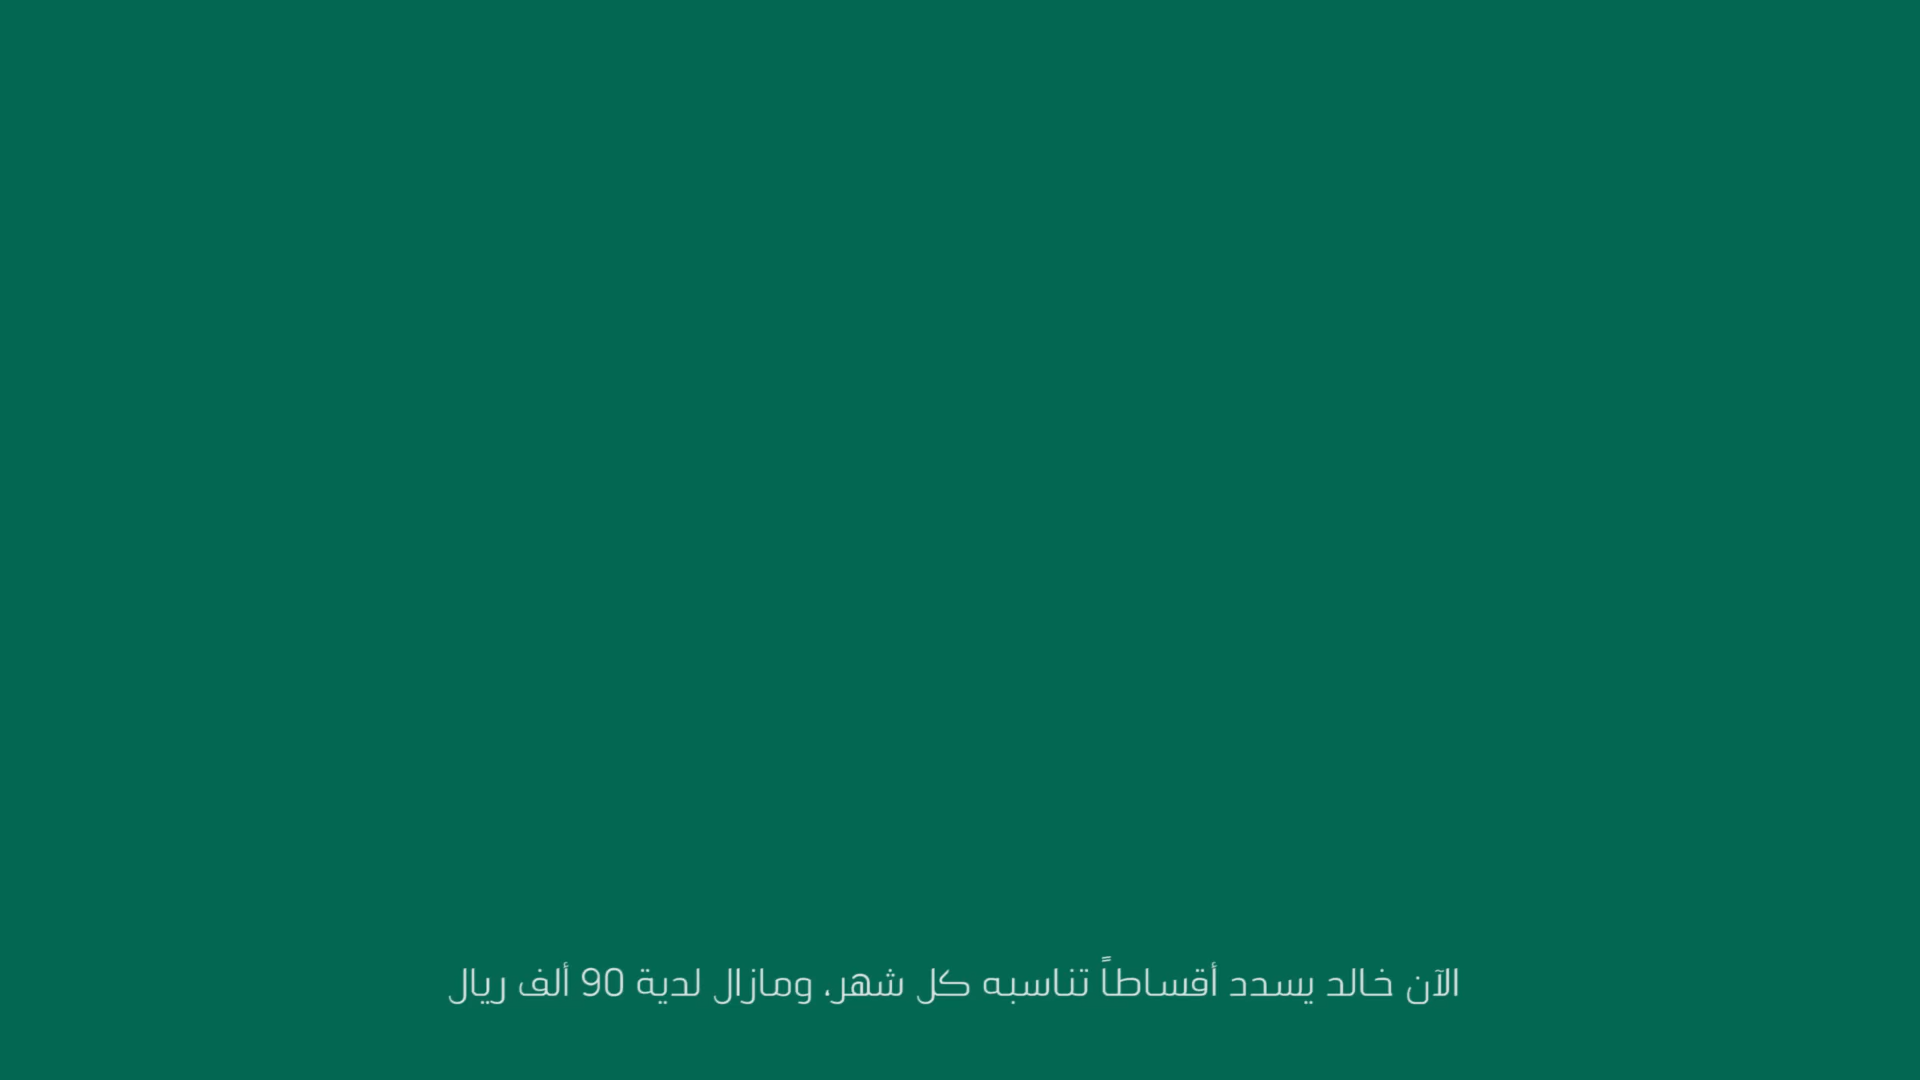 الآن خالد يسدد أقساطاً تناسبه كل شهر، ومازال لدية 90 ألف ريال